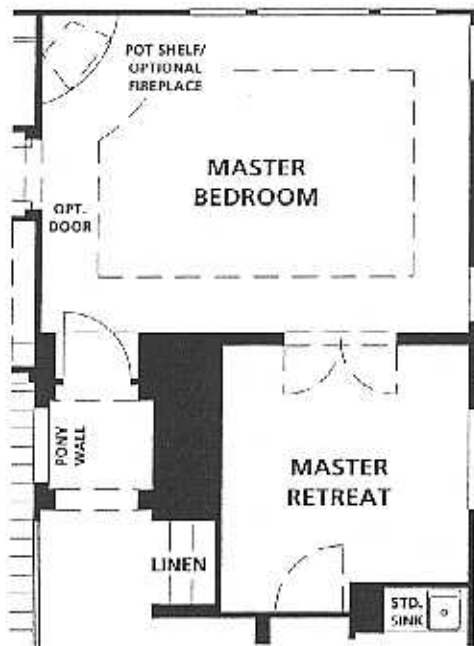 POT SHELF/
OPTIONAL
FIREPLACE
MASTER
BEDROOM
OPT.
DOOR
PONY
WALL
MASTER
RETREAT
LINEN
STD.
SINK